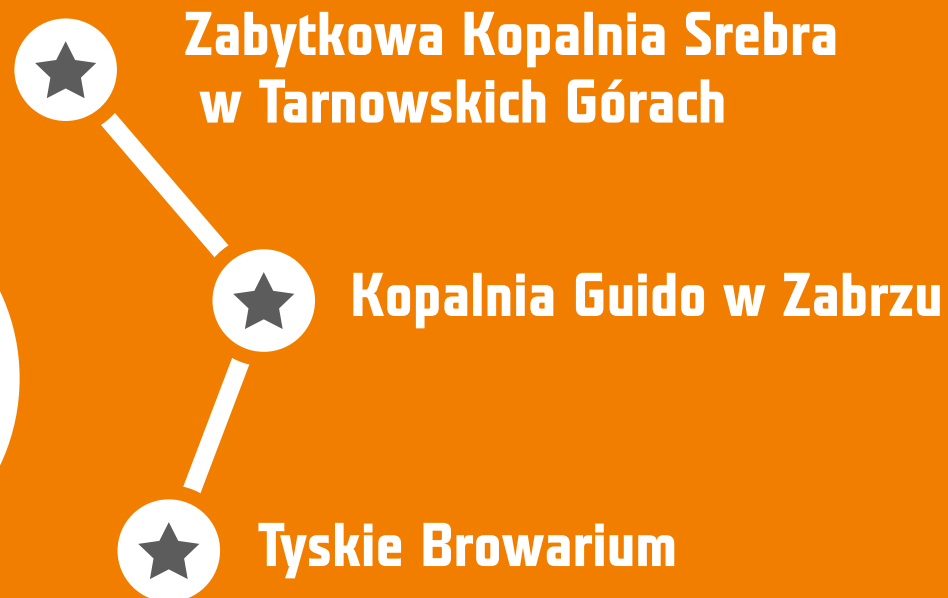 Zabytkowa Kopalnia Srebra
w Tarnowskich Górach
Kopalnia Guido w Zabrzu
Tyskie Browarium